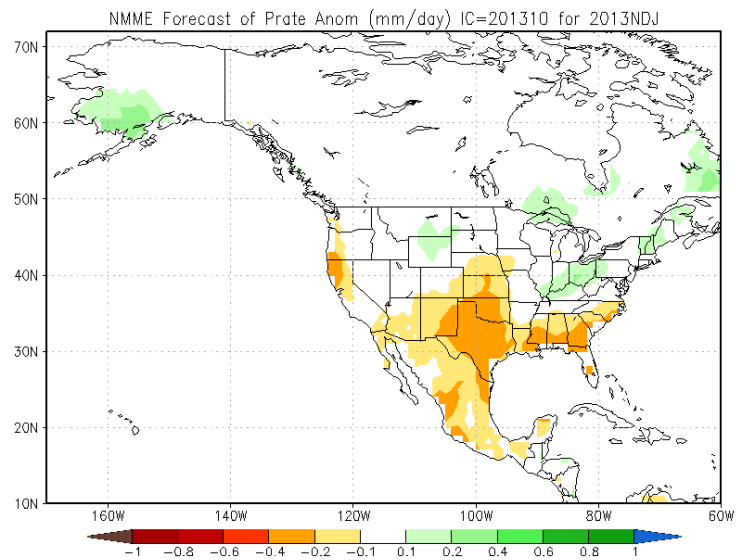 NMME Forecast of Prate Anom (mm/day) IC=201310 for 2013NDJ
70N
60N
50N
40N
30N
20N
10N
160W 140W 120W 100W 80W 60W
-1 -0.8 -0.6 -0.4 -0.2 -0.1 0.1 0.2 0.4 0.6 0.8 1